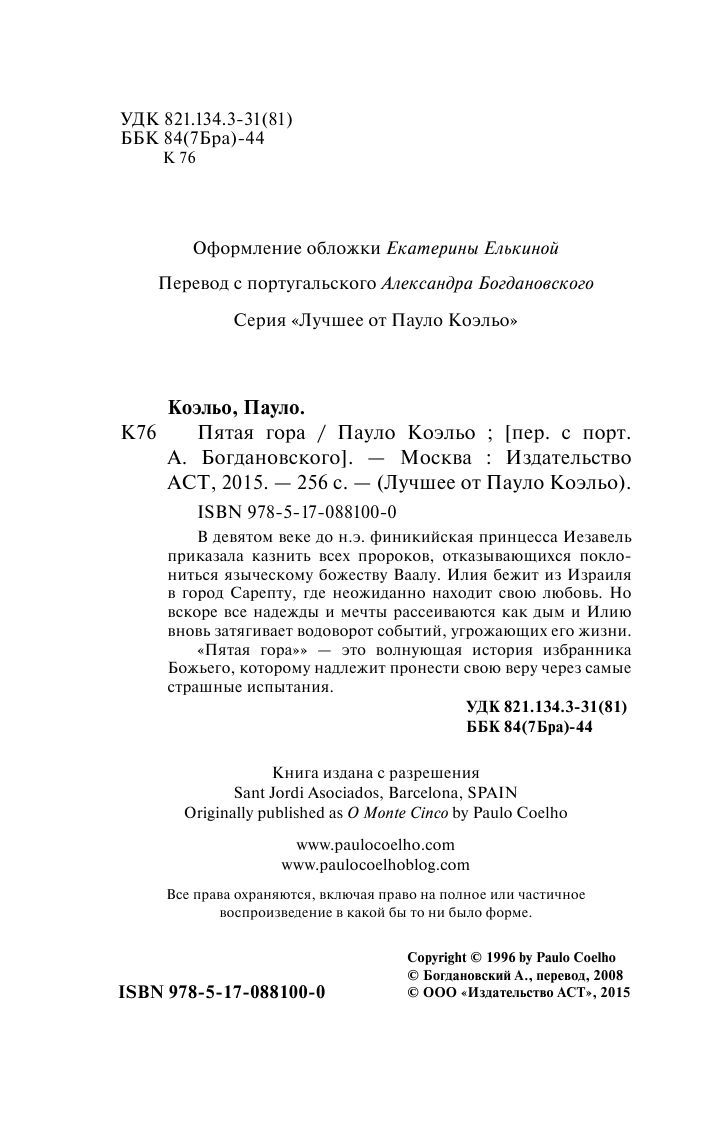 УДК 821.134.3-31(81)
ББК 84(7Бра)-44
К 76
Оформление обложки Екатерины Елькиной
Перевод с португальского Александра Богдановского
Серия «Лучшее от Пауло Коэльо»
Коэльо, Пауло.
К76 Пятая гора / Пауло Коэльо ; [пер. с порт.
А. Богдановского]. — Москва : Издательство
АСТ, 2015. — 256 с. — (Лучшее от Пауло Коэльо).
ISBN 978-5-17-088100-0
В девятом веке до н.э. финикийская принцесса Иезавель
приказала казнить всех пророков, отказывающихся покло-
ниться языческому божеству Ваалу. Илия бежит из Израиля
в город Сарепту, где неожиданно находит свою любовь. Но
вскоре все надежды и мечты рассеиваются как дым и Илию
вновь затягивает водоворот событий, угрожающих его жизни.
«Пятая гора»» — это волнующая история избранника
Божьего, которому надлежит пронести свою веру через самые
страшные испытания.
УДК 821.134.3-31(81)
ББК 84(7Бра)-44
Книга издана с разрешения
Sant Jordi Asociados, Barcelona, SPAIN
Originally published as O Monte Cinco by Paulo Coelho
www.paulocoelho.com
www.paulocoelhoblog.com
Все права охраняются, включая право на полное или частичное
воспроизведение в какой бы то ни было форме.
Copyright © 1996 by Paulo Coelho
© Богдановский А., перевод, 2008
ISBN 978-5-17-088100-0 © ООО «Издательство АСТ», 2015